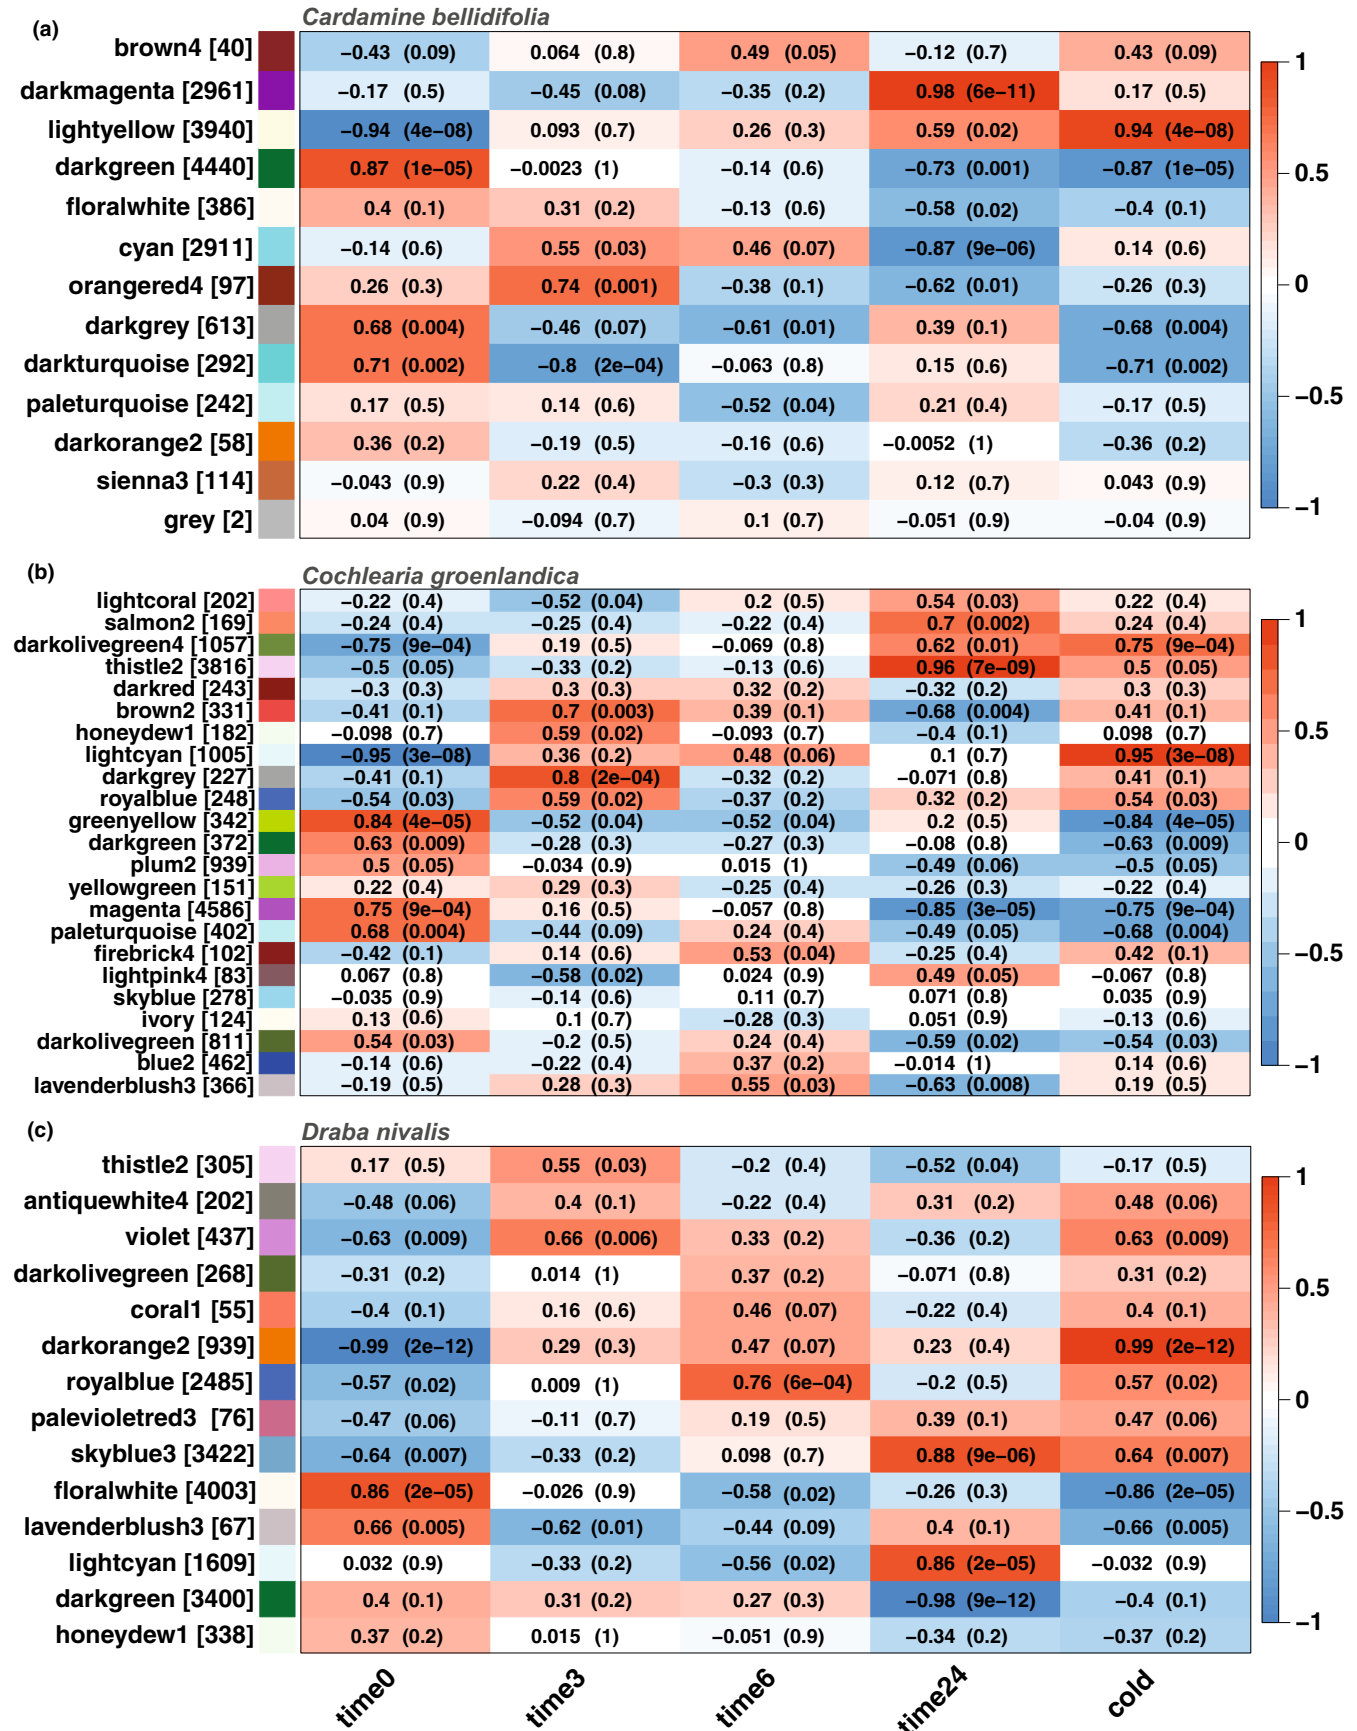 (a) Cardamine bellidifolia
brown4 [40] −0.43 (0.09) 0.064 (0.8) 0.49 (0.05) −0.12 (0.7) 0.43 (0.09)
darkmagenta [2961] −0.17 (0.5) −0.45 (0.08) −0.35 (0.2) 0.98 (6e−11) 0.17 (0.5)
lightyellow [3940] −0.94 (4e−08) 0.093 (0.7) 0.26 (0.3) 0.59 (0.02) 0.94 (4e−08)
darkgreen [4440] 0.87 (1e−05) −0.0023 (1) −0.14 (0.6) −0.73 (0.001) −0.87 (1e−05)
floralwhite [386] 0.4 (0.1) 0.31 (0.2) −0.13 (0.6) −0.58 (0.02) −0.4 (0.1)
cyan [2911] −0.14 (0.6) 0.55 (0.03) 0.46 (0.07) −0.87 (9e−06) 0.14 (0.6)
orangered4 [97] 0.26 (0.3) 0.74 (0.001) −0.38 (0.1) −0.62 (0.01) −0.26 (0.3)
darkgrey [613] 0.68 (0.004) −0.46 (0.07) −0.61 (0.01) 0.39 (0.1) −0.68 (0.004)
darkturquoise [292] 0.71 (0.002) −0.8 (2e−04) −0.063 (0.8) 0.15 (0.6) −0.71 (0.002)
paleturquoise [242] 0.17 (0.5) 0.14 (0.6) −0.52 (0.04) 0.21 (0.4) −0.17 (0.5)
darkorange2 [58] 0.36 (0.2) −0.19 (0.5) −0.16 (0.6) −0.0052 (1) −0.36 (0.2)
sienna3 [114] −0.043 (0.9) 0.22 (0.4) −0.3 (0.3) 0.12 (0.7) 0.043 (0.9)
grey [2] 0.04 (0.9) −0.094 (0.7) 0.1 (0.7) −0.051 (0.9) −0.04 (0.9)
1
0.5
0
−0.5
−1
(b) Cochlearia groenlandica
lightcoral [202] −0.22 (0.4) −0.52 (0.04) 0.2 (0.5) 0.54 (0.03) 0.22 (0.4)
salmon2 [169] −0.24 (0.4) −0.25 (0.4) −0.22 (0.4) 0.7 (0.002) 0.24 (0.4)
darkolivegreen4 [1057] −0.75 (9e−04) 0.19 (0.5) −0.069 (0.8) 0.62 (0.01) 0.75 (9e−04)
thistle2 [3816] −0.5 (0.05) −0.33 (0.2) −0.13 (0.6) 0.96 (7e−09) 0.5 (0.05)
darkred [243] −0.3 (0.3) 0.3 (0.3) 0.32 (0.2) −0.32 (0.2) 0.3 (0.3)
brown2 [331] −0.41 (0.1) 0.7 (0.003) 0.39 (0.1) −0.68 (0.004) 0.41 (0.1)
honeydew1 [182] −0.098 (0.7) 0.59 (0.02) −0.093 (0.7) −0.4 (0.1) 0.098 (0.7)
lightcyan [1005] −0.95 (3e−08) 0.36 (0.2) 0.48 (0.06) 0.1 (0.7) 0.95 (3e−08)
darkgrey [227] −0.41 (0.1) 0.8 (2e−04) −0.32 (0.2) −0.071 (0.8) 0.41 (0.1)
royalblue [248] −0.54 (0.03) 0.59 (0.02) −0.37 (0.2) 0.32 (0.2) 0.54 (0.03)
greenyellow [342] 0.84 (4e−05) −0.52 (0.04) −0.52 (0.04) 0.2 (0.5) −0.84 (4e−05)
darkgreen [372] 0.63 (0.009) −0.28 (0.3) −0.27 (0.3) −0.08 (0.8) −0.63 (0.009)
plum2 [939] 0.5 (0.05) −0.034 (0.9) 0.015 (1) −0.49 (0.06) −0.5 (0.05)
yellowgreen [151] 0.22 (0.4) 0.29 (0.3) −0.25 (0.4) −0.26 (0.3) −0.22 (0.4)
magenta [4586] 0.75 (9e−04) 0.16 (0.5) −0.057 (0.8) −0.85 (3e−05) −0.75 (9e−04)
paleturquoise [402] 0.68 (0.004) −0.44 (0.09) 0.24 (0.4) −0.49 (0.05) −0.68 (0.004)
firebrick4 [102] −0.42 (0.1) 0.14 (0.6) 0.53 (0.04) −0.25 (0.4) 0.42 (0.1)
lightpink4 [83] 0.067 (0.8) −0.58 (0.02) 0.024 (0.9) 0.49 (0.05) −0.067 (0.8)
skyblue [278] −0.035 (0.9) −0.14 (0.6) 0.11 (0.7) 0.071 (0.8) 0.035 (0.9)
ivory [124] 0.13 (0.6) 0.1 (0.7) −0.28 (0.3) 0.051 (0.9) −0.13 (0.6)
darkolivegreen [811] 0.54 (0.03) −0.2 (0.5) 0.24 (0.4) −0.59 (0.02) −0.54 (0.03)
blue2 [462] −0.14 (0.6) −0.22 (0.4) 0.37 (0.2) −0.014 (1) 0.14 (0.6)
lavenderblush3 [366] −0.19 (0.5) 0.28 (0.3) 0.55 (0.03) −0.63 (0.008) 0.19 (0.5)
1
0.5
0
−0.5
−1
(c) Draba nivalis
thistle2 [305] 0.17 (0.5) 0.55 (0.03) −0.2 (0.4) −0.52 (0.04) −0.17 (0.5)
antiquewhite4 [202] −0.48 (0.06) 0.4 (0.1) −0.22 (0.4) 0.31 (0.2) 0.48 (0.06)
violet [437] −0.63 (0.009) 0.66 (0.006) 0.33 (0.2) −0.36 (0.2) 0.63 (0.009)
darkolivegreen [268] −0.31 (0.2) 0.014 (1) 0.37 (0.2) −0.071 (0.8) 0.31 (0.2)
coral1 [55] −0.4 (0.1) 0.16 (0.6) 0.46 (0.07) −0.22 (0.4) 0.4 (0.1)
darkorange2 [939] −0.99 (2e−12) 0.29 (0.3) 0.47 (0.07) 0.23 (0.4) 0.99 (2e−12)
royalblue [2485] −0.57 (0.02) 0.009 (1) 0.76 (6e−04) −0.2 (0.5) 0.57 (0.02)
palevioletred3 [76] −0.47 (0.06) −0.11 (0.7) 0.19 (0.5) 0.39 (0.1) 0.47 (0.06)
skyblue3 [3422] −0.64 (0.007) −0.33 (0.2) 0.098 (0.7) 0.88 (9e−06) 0.64 (0.007)
floralwhite [4003] 0.86 (2e−05) −0.026 (0.9) −0.58 (0.02) −0.26 (0.3) −0.86 (2e−05)
lavenderblush3 [67] 0.66 (0.005) −0.62 (0.01) −0.44 (0.09) 0.4 (0.1) −0.66 (0.005)
lightcyan [1609] 0.032 (0.9) −0.33 (0.2) −0.56 (0.02) 0.86 (2e−05) −0.032 (0.9)
darkgreen [3400] 0.4 (0.1) 0.31 (0.2) 0.27 (0.3) −0.98 (9e−12) −0.4 (0.1)
honeydew1 [338] 0.37 (0.2) 0.015 (1) −0.051 (0.9) −0.34 (0.2) −0.37 (0.2)
1
0.5
0
−0.5
−1
time0 time3 time6 time24 cold